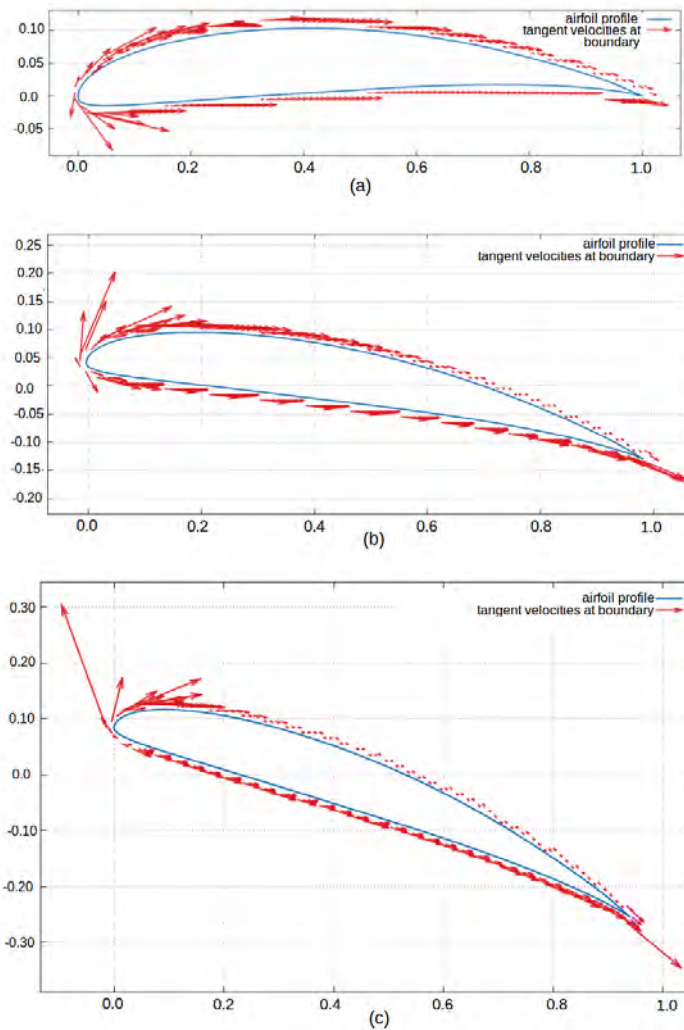 airfoil profile
tangent velocities at
boundary
0.10
0.05
0.00
-0.05
0.0 0.2 0.4 0.6 0.8 1.0
(a)
airfoil profile
tangent velocities at boundary
0.25
0.20
0.15
0.10
0.05
0.0
-0.05
-0.10
-0.15
-0.20
0.0 0.2 0.4 0.6 0.8 1.0
(b)
airfoil profile
tangent velocities at boundary
0.30
0.20
0.10
0.0
-0.10
-0.20
-0.30
0.0 0.2 0.4 0.6 0.8 1.0
(c)